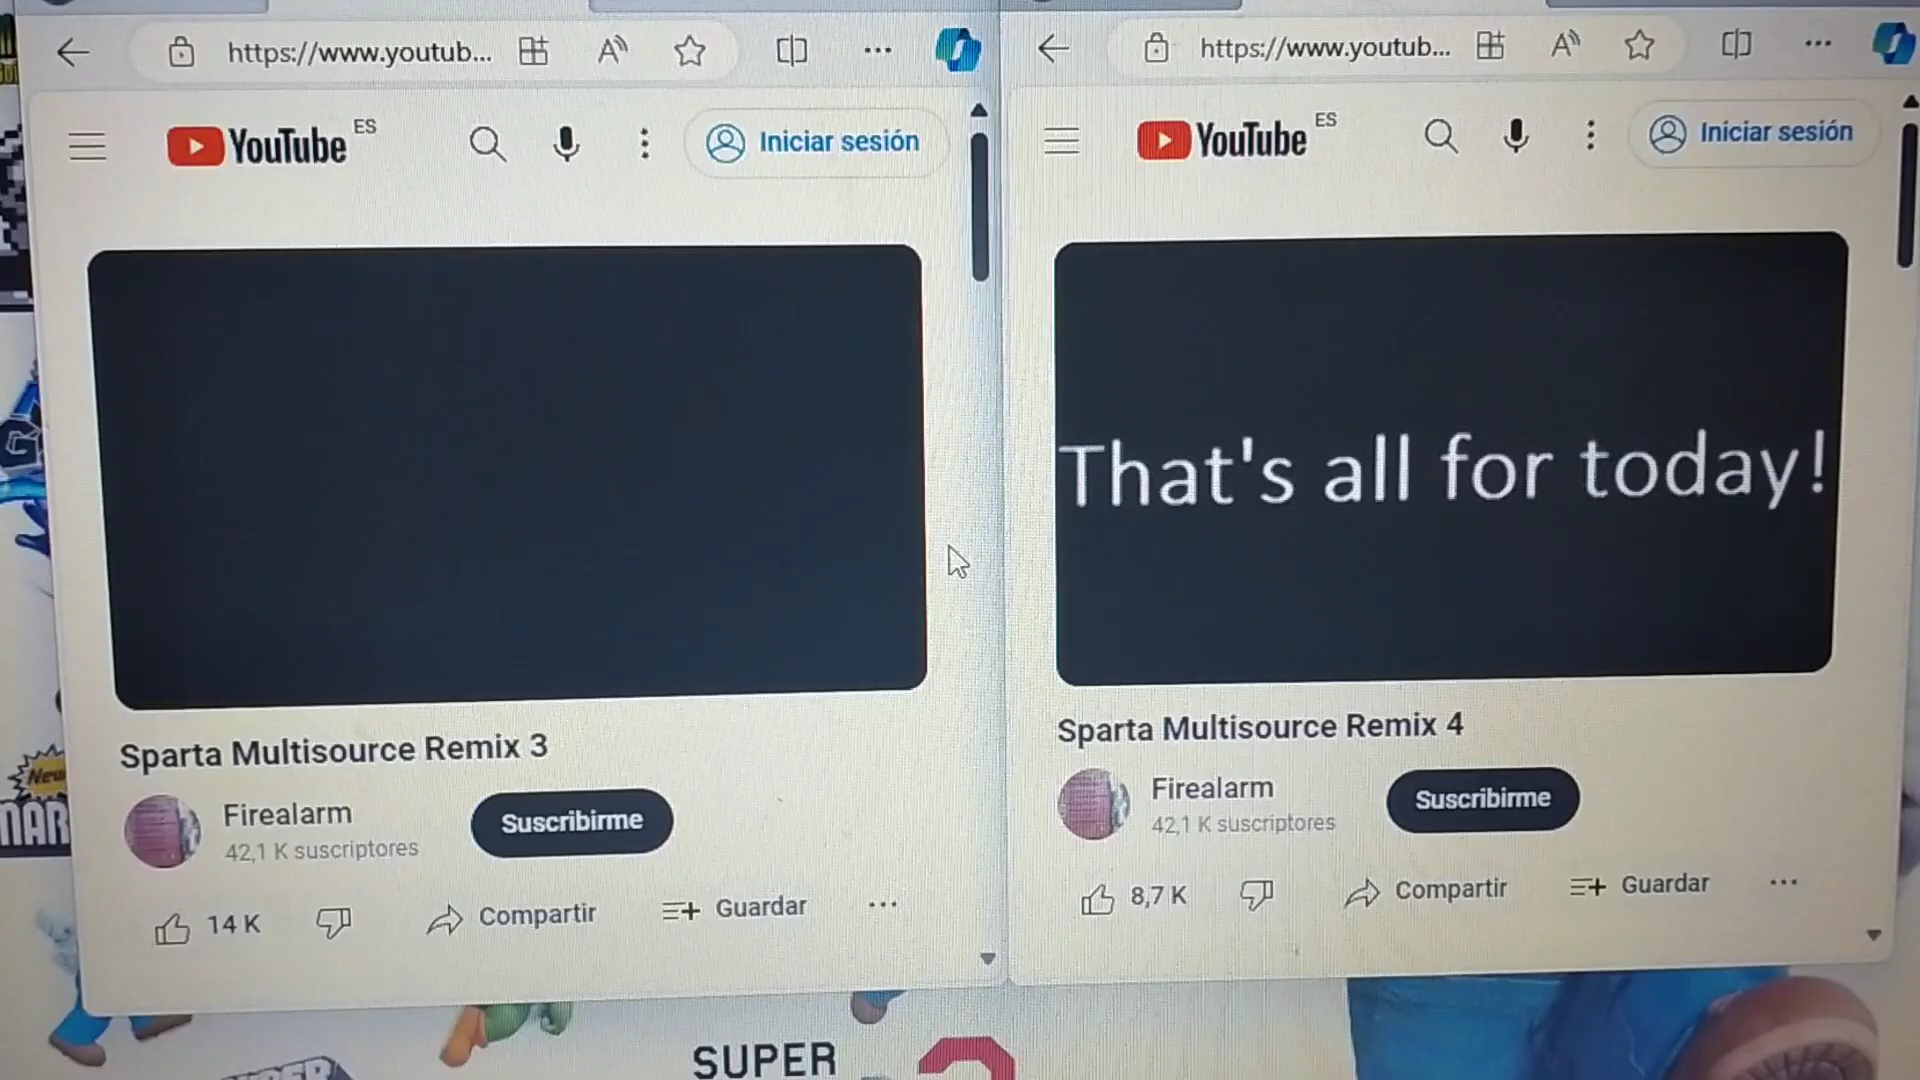 https://www.youtub...
YouTube ES
Iniciar sesión
Sparta Multisource Remix 3
Firealarm
42,1 K suscriptores
Suscribirme
14 K
Compartir
Guardar
https://www.youtub...
YouTube ES
Iniciar sesión
That's all for today!
Sparta Multisource Remix 4
Firealarm
42,1 K suscriptores
Suscribirme
8,7 K
Compartir
Guardar
New
MAR
SUPER